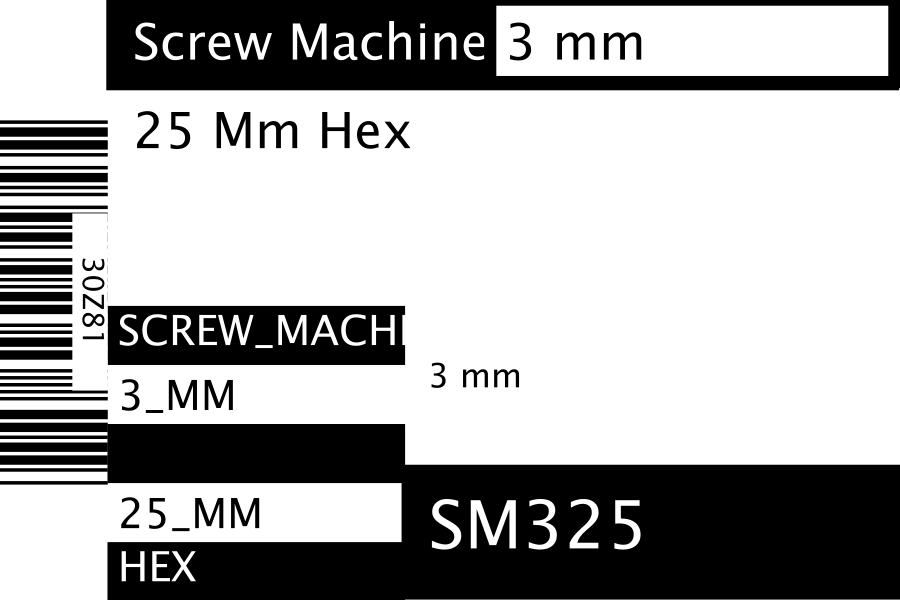 Screw Machine 3 mm
25 Mm Hex
30Z81
SCREW_MACHI
3_MM
3 mm
25_MM
SM325
HEX